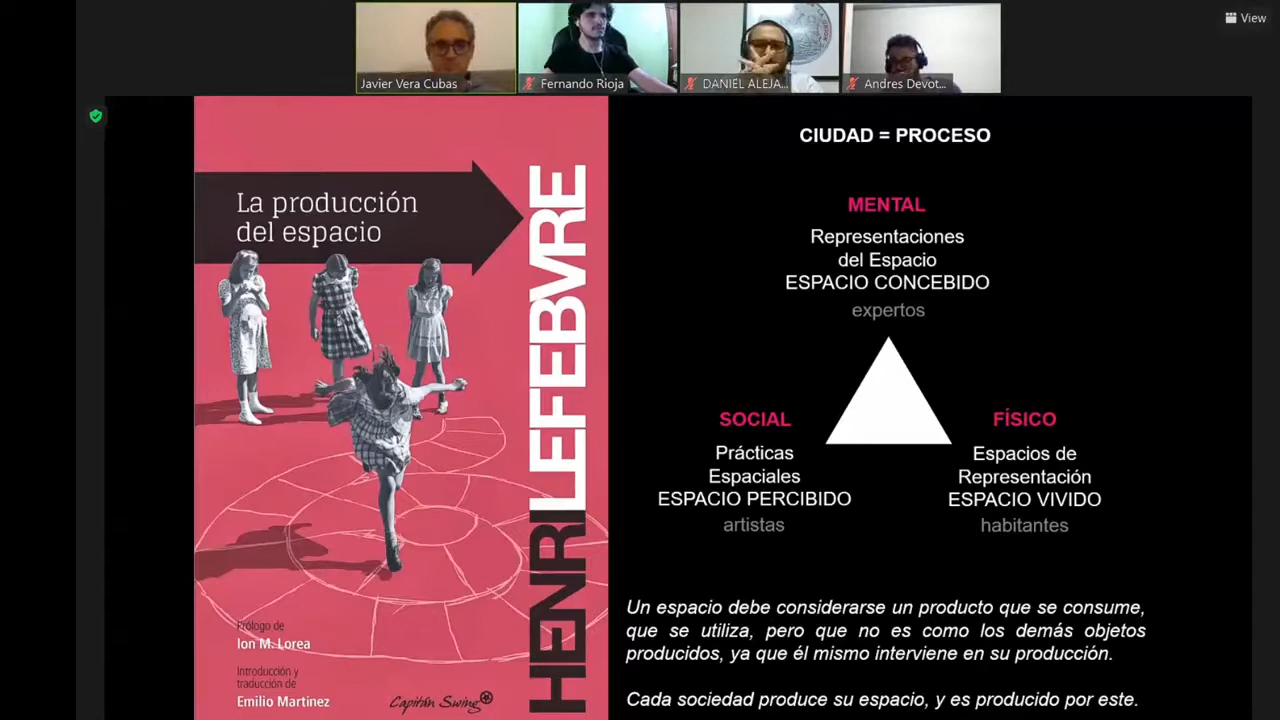 View
Javier Vera Cubas
Fernando Rioja
DANIEL ALEJA...
Andres Devot...
La producción
del espacio
HENRI LEFEBVRE
Prólogo de
Ion M. Lorea
Introducción y
traducción de
Emilio Martínez
Capitán Swing
CIUDAD = PROCESO
MENTAL
Representaciones
del Espacio
ESPACIO CONCEBIDO
expertos
SOCIAL
Prácticas
Espaciales
ESPACIO PERCIBIDO
artistas
FÍSICO
Espacios de
Representación
ESPACIO VIVIDO
habitantes
Un espacio debe considerarse un producto que se consume,
que se utiliza, pero que no es como los demás objetos
producidos, ya que él mismo interviene en su producción.
Cada sociedad produce su espacio, y es producido por este.